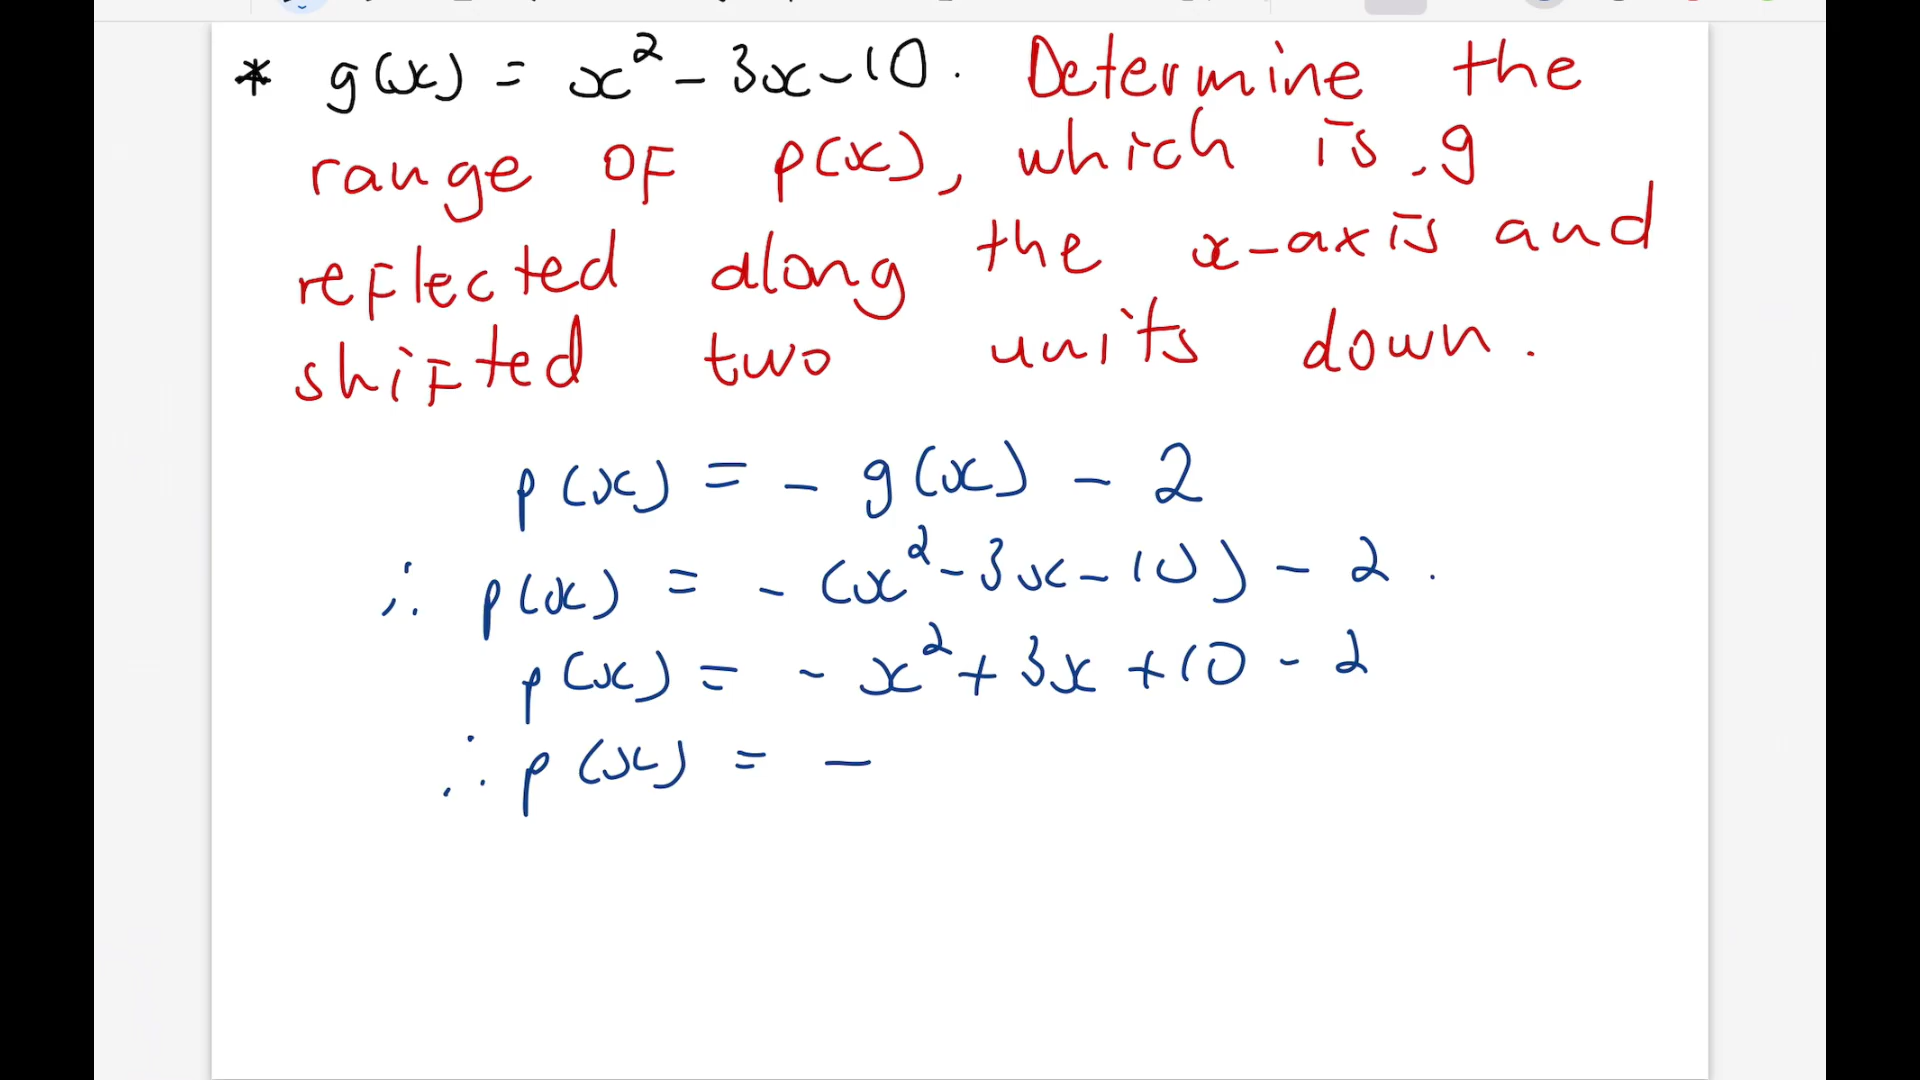 * g(x) = x² - 3x - 10. Determine the
range OF p(x), which is g
reflected along the x-axis and
shifted two units down.
p(x) = - g(x) - 2
∴ p(x) = - (x² - 3x - 10) - 2.
p(x) = - x² + 3x + 10 - 2
∴ p(x) = -